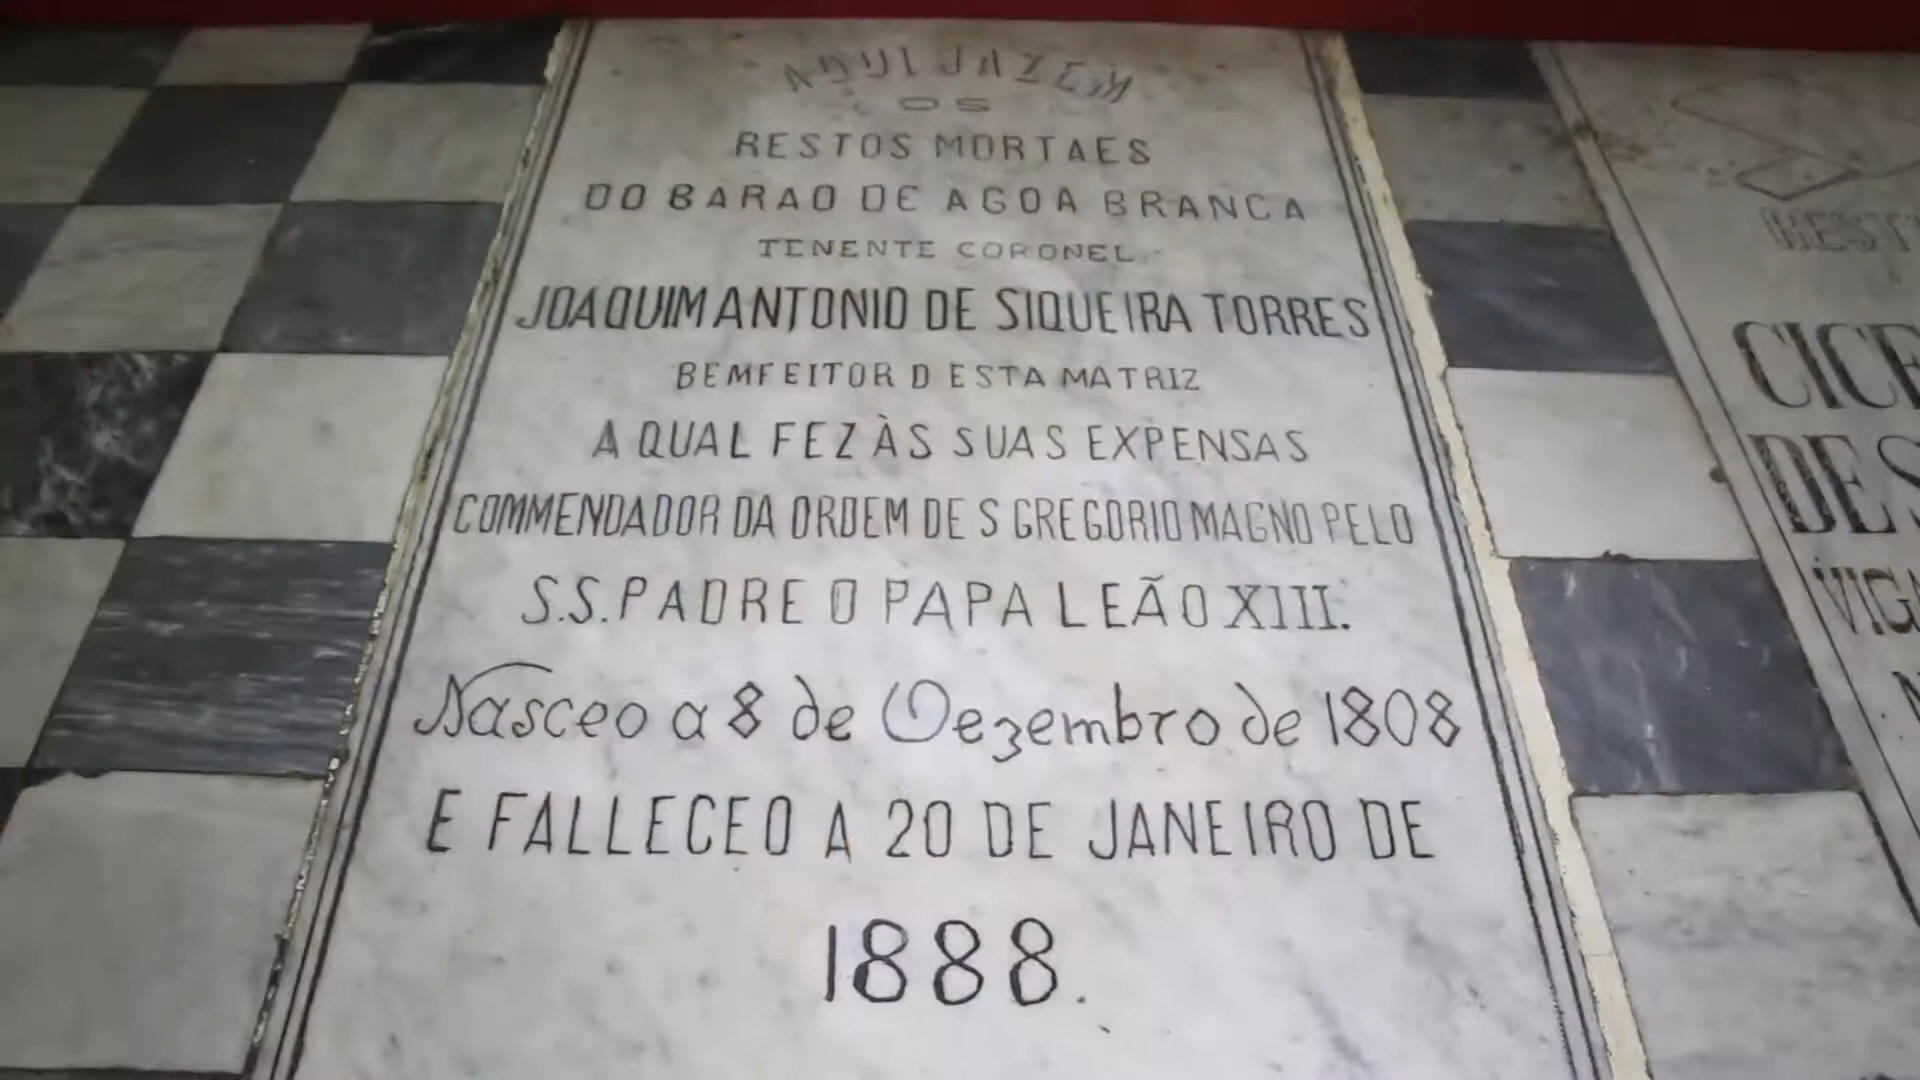 AQUI JAZEM
OS
RESTOS MORTAES
DO BARAO DE AGOA BRANCA
TENENTE CORONEL
JOAQUIM ANTONIO DE SIQUEIRA TORRES
BEMFEITOR D ESTA MATRIZ
A QUAL FEZ ÀS SUAS EXPENSAS
COMMENDADOR DA ORDEM DE S GREGORIO MAGNO PELO
S.S. PADRE O PAPA LEÃO XIII.
Nasceo a 8 de Dezembro de 1808
E FALLECEO A 20 DE JANEIRO DE
1888.